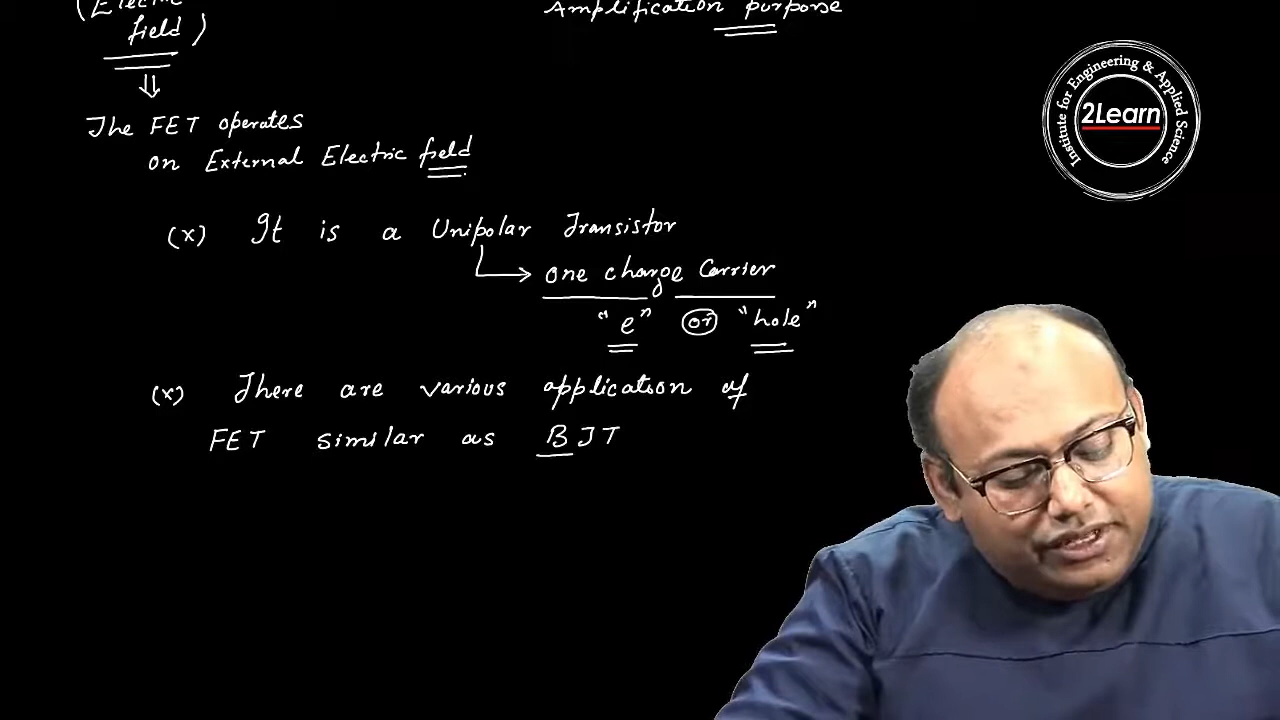 (Electric
field)
Amplification purpose
⇓
The FET operates
on External Electric field
(x) It is a Unipolar Transistor
→ one charge Carrier
"e" or "hole"
(x) There are various application of
FET similar as BJT
Institute for Engineering & Applied Science
2Learn